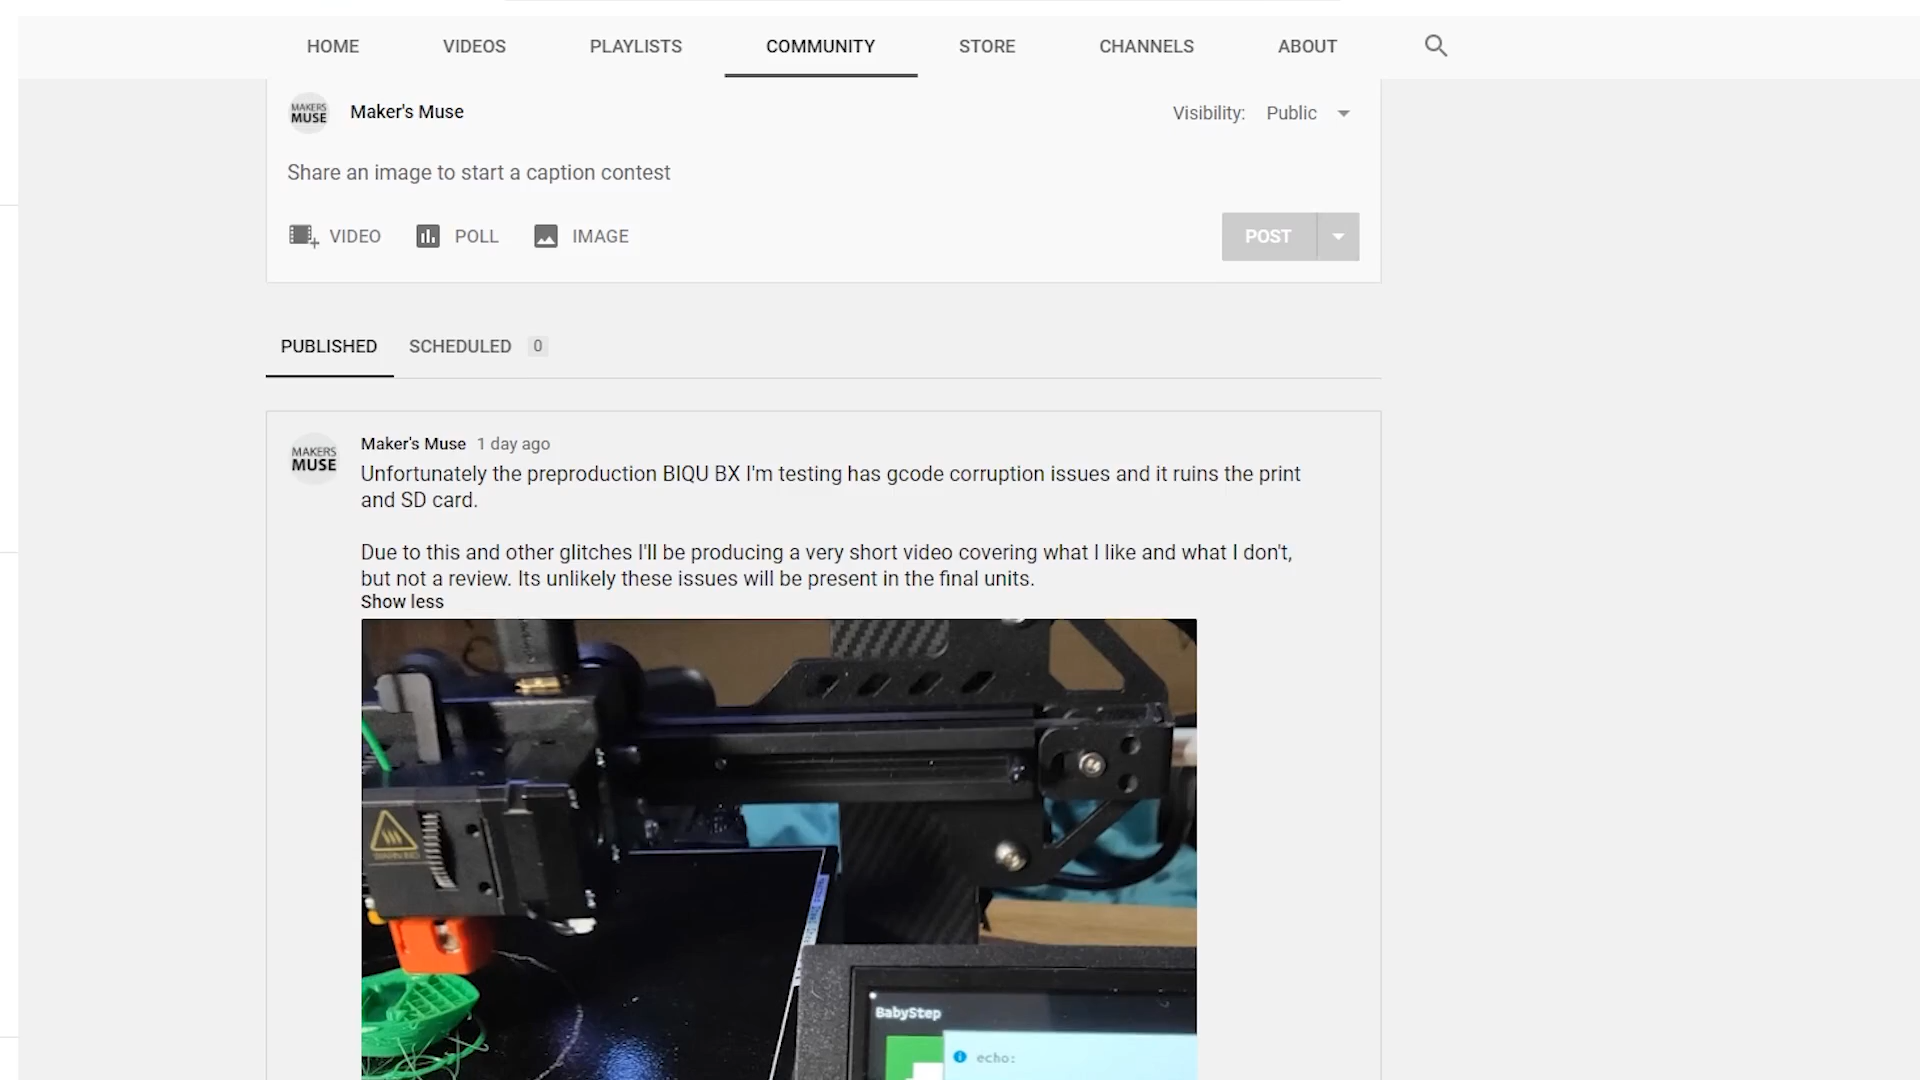 HOME VIDEOS PLAYLISTS COMMUNITY STORE CHANNELS ABOUT
MAKERS
MUSE
Maker's Muse
Visibility: Public
Share an image to start a caption contest
VIDEO POLL IMAGE
POST
PUBLISHED SCHEDULED 0
MAKERS
MUSE
Maker's Muse 1 day ago
Unfortunately the preproduction BIQU BX I'm testing has gcode corruption issues and it ruins the print
and SD card.
Due to this and other glitches I'll be producing a very short video covering what I like and what I don't,
but not a review. Its unlikely these issues will be present in the final units.
Show less
WARNING
BabyStep
echo: